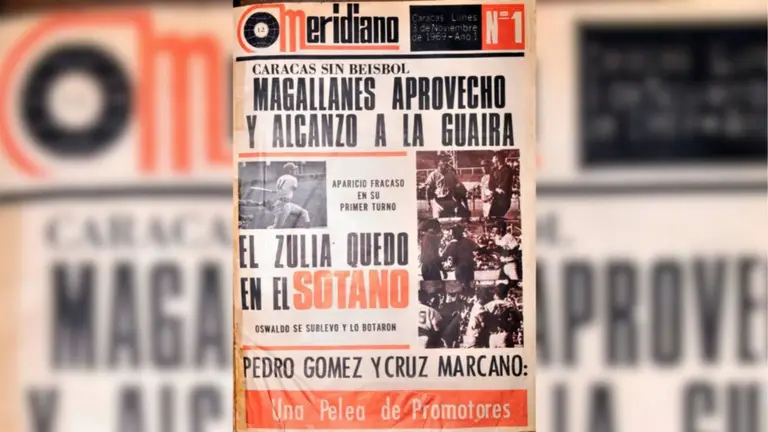 12
Meridiano
Caracas Lunes
3 de Noviembre
de 1969 - Año I
Nº 1
CARACAS SIN BEISBOL
MAGALLANES APROVECHO
Y ALCANZO A LA GUAIRA
APARICIO FRACASO
EN SU
PRIMER TURNO
EL ZULIA QUEDO
EN EL SOTANO
OSWALDO SE SUBLEVO Y LO BOTARON
PEDRO GOMEZ Y CRUZ MARCANO:
Una Pelea de Promotores